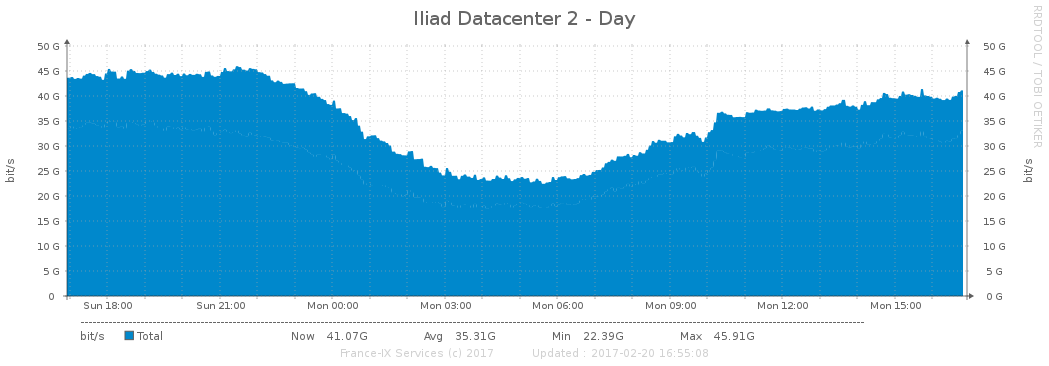 Iliad Datacenter 2 - Day
RRDTOOL / TOBI OETIKER
bit/s
50 G 50 G
45 G 45 G
40 G 40 G
35 G 35 G
30 G 30 G
25 G 25 G
20 G 20 G
15 G 15 G
10 G 10 G
5 G 5 G
0 0 G
bit/s
Sun 18:00 Sun 21:00 Mon 00:00 Mon 03:00 Mon 06:00 Mon 09:00 Mon 12:00 Mon 15:00
bit/s Total Now 41.07G Avg 35.31G Min 22.39G Max 45.91G
France-IX Services (c) 2017 Updated : 2017-02-20 16:55:08